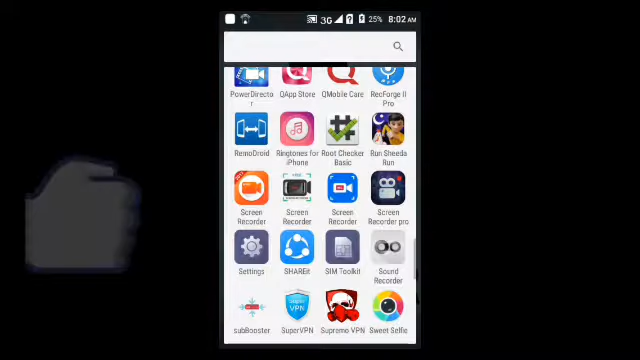 3G 25% 8:02 AM
PowerDirecto
r
QApp Store
QMobile Care
RecForge II
Pro
RemoDroid
Ringtones for
iPhone
Root Checker
Basic
Run Sheeda
Run
Screen
Recorder
Screen
Recorder
Screen
Recorder
Screen
Recorder pro
Settings
SHAREit
SIM Toolkit
Sound
Recorder
VPN
subBooster
SuperVPN
Supremo VPN
Sweet Selfie